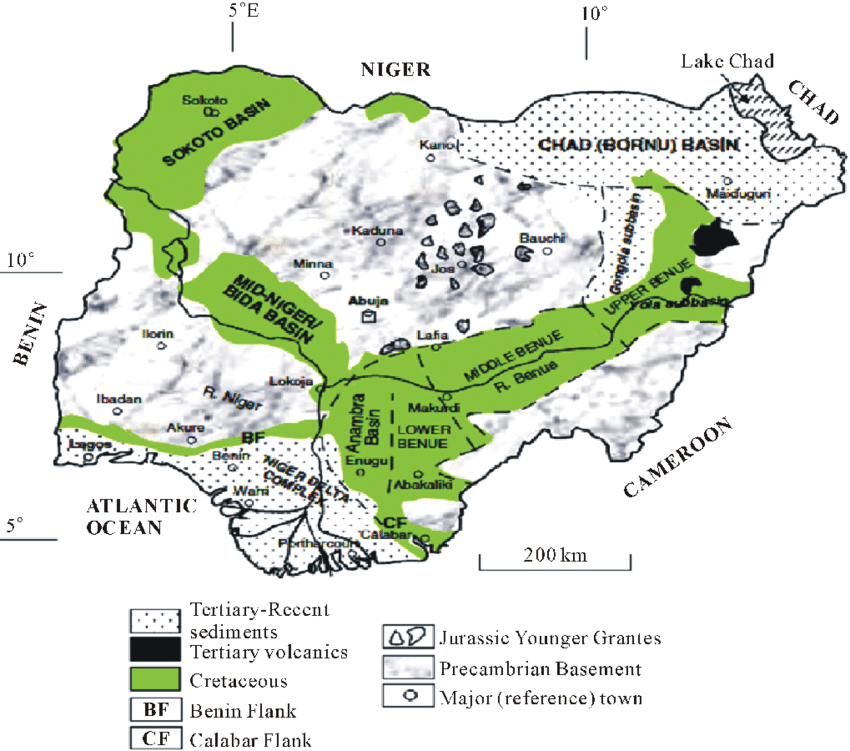 5°E
10°
Lake Chad
NIGER
CHAD
Sokoto
SOKOTO BASIN
Kano
CHAD (BORNU) BASIN
Maiduguri
Kaduna
Bauchi
Gongola subbasin
10°
Minna
Jos
MID-NIGER/
BIDA BASIN
Abuja
UPPER BENUE
Yola subbasin
BENIN
Ilorin
Lafia
MIDDLE BENUE
R. Benue
Lokoja
R. Niger
Ibadan
Makurdi
Anambra
Basin
LOWER
BENUE
Akure
BF
Lagos
Benin
NIGER DELTA
COMPLEX
Enugu
Abakaliki
CAMEROON
Warri
ATLANTIC
OCEAN
CF
Calabar
Portharcourt
5°
200 km
Tertiary-Recent
sediments
Tertiary volcanics
Cretaceous
BF Benin Flank
CF Calabar Flank
Jurassic Younger Grantes
Precambrian Basement
Major (reference) town